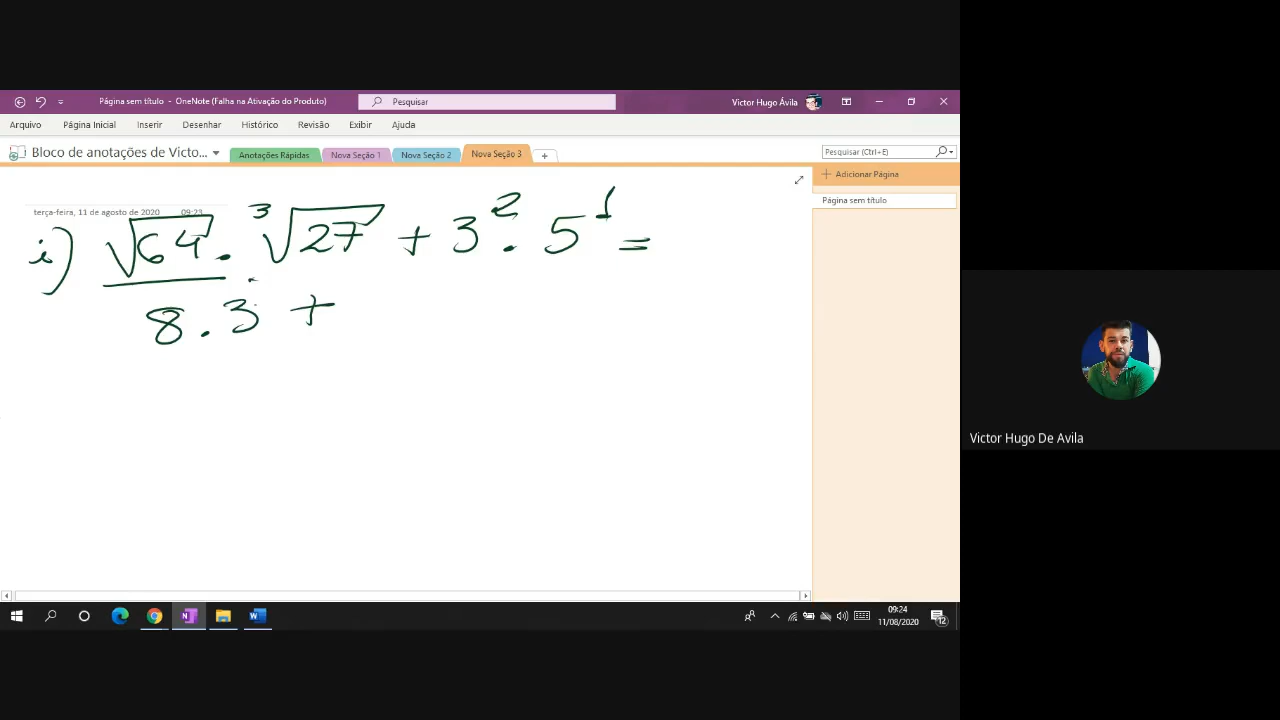 Página sem título - OneNote (Falha na Ativação do Produto)
Pesquisar
Victor Hugo Ávila
Arquivo Página Inicial Inserir Desenhar Histórico Revisão Exibir Ajuda
Bloco de anotações de Victo... Anotações Rápidas Nova Seção 1 Nova Seção 2 Nova Seção 3
Pesquisar (Ctrl+E)
Adicionar Página
Página sem título
terça-feira, 11 de agosto de 2020 09:23
i) √64 . ³√27 + 3² . 5¹ =
8 . 3 +
Victor Hugo De Avila
09:24
11/08/2020
12